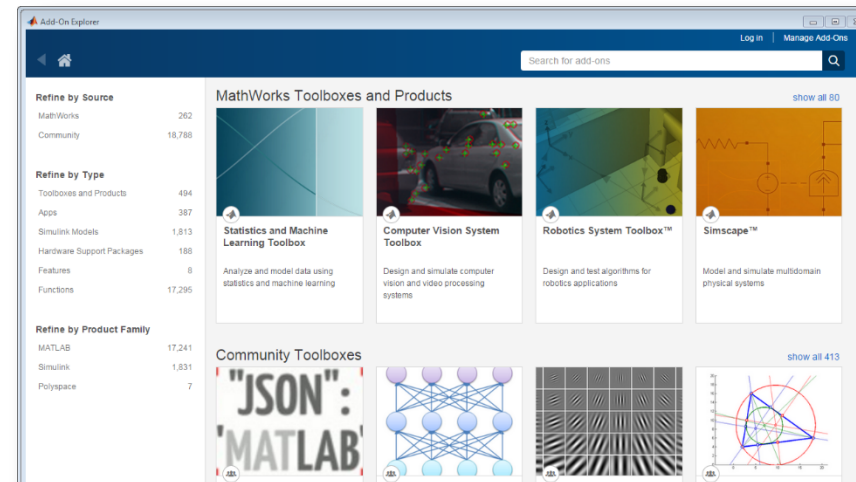 Add-On Explorer
Log in
Manage Add-Ons
Search for add-ons
Refine by Source
MathWorks 262
Community 18,788
Refine by Type
Toolboxes and Products 494
Apps 387
Simulink Models 1,813
Hardware Support Packages 188
Features 8
Functions 17,295
Refine by Product Family
MATLAB 17,241
Simulink 1,831
Polyspace 7
MathWorks Toolboxes and Products
show all 80
Statistics and Machine
Learning Toolbox
Analyze and model data using
statistics and machine learning
Computer Vision System
Toolbox
Design and simulate computer
vision and video processing
systems
Robotics System Toolbox™
Design and test algorithms for
robotics applications
Simscape™
Model and simulate multidomain
physical systems
Community Toolboxes
show all 413
"JSON":
"MATLAB